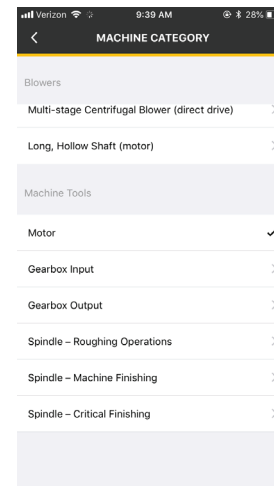 Verizon 9:39 AM 28%
MACHINE CATEGORY
Blowers
Multi-stage Centrifugal Blower (direct drive)
Long, Hollow Shaft (motor)
Machine Tools
Motor
Gearbox Input
Gearbox Output
Spindle – Roughing Operations
Spindle – Machine Finishing
Spindle – Critical Finishing